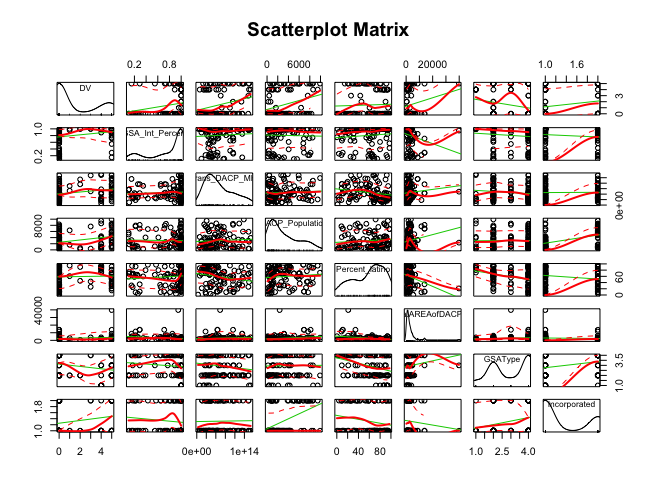 Scatterplot Matrix
0.2 0.8
0 6000
0 20000
1.0 1.6
DV
0 3
0.2 1.0
SA_Int_Percen
ans_DACP_M
0e+00
0 8000
ACP_Populatio
Percent_latino
0 60
0 40000
AREAofDACP
GSAType
1.0 3.5
1.0 1.8
Incorporated
0 2 4
0e+00 1e+14
0 40 80
1.0 2.5 4.0